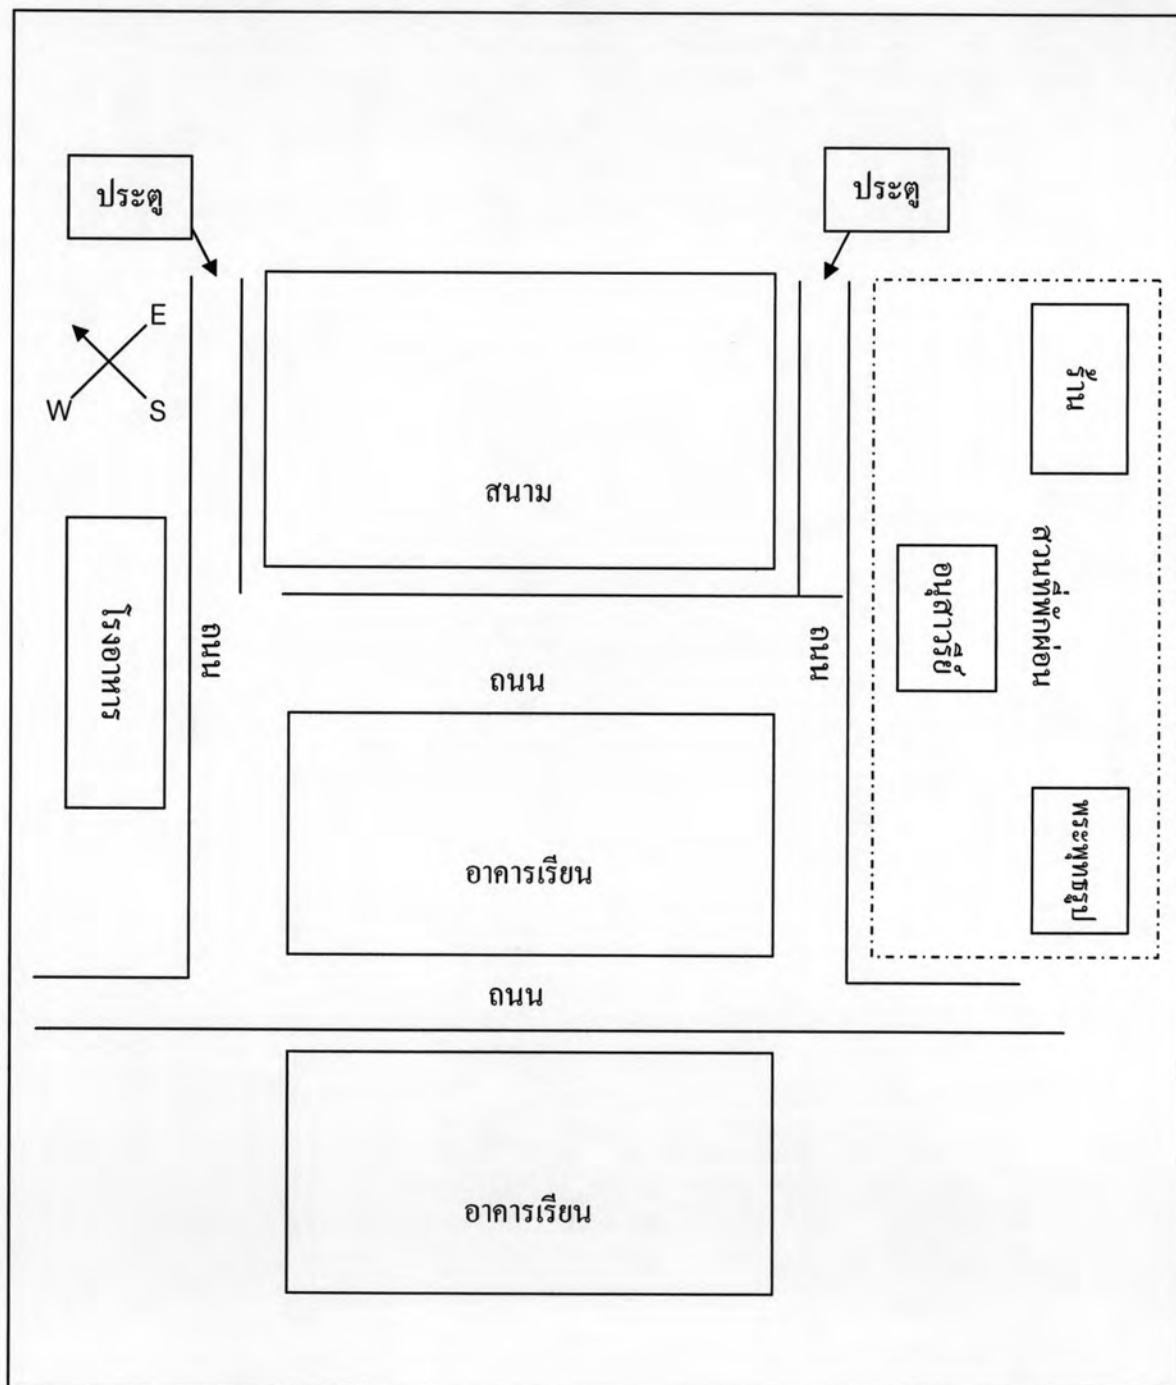 ประตู
ประตู
E
W
S
ร้าน
สนาม
สวนที่พักผ่อน
อนุสาวรีย์
โรงอาหาร
ถนน
ถนน
ถนน
พระพุทธรูป
อาคารเรียน
ถนน
อาคารเรียน